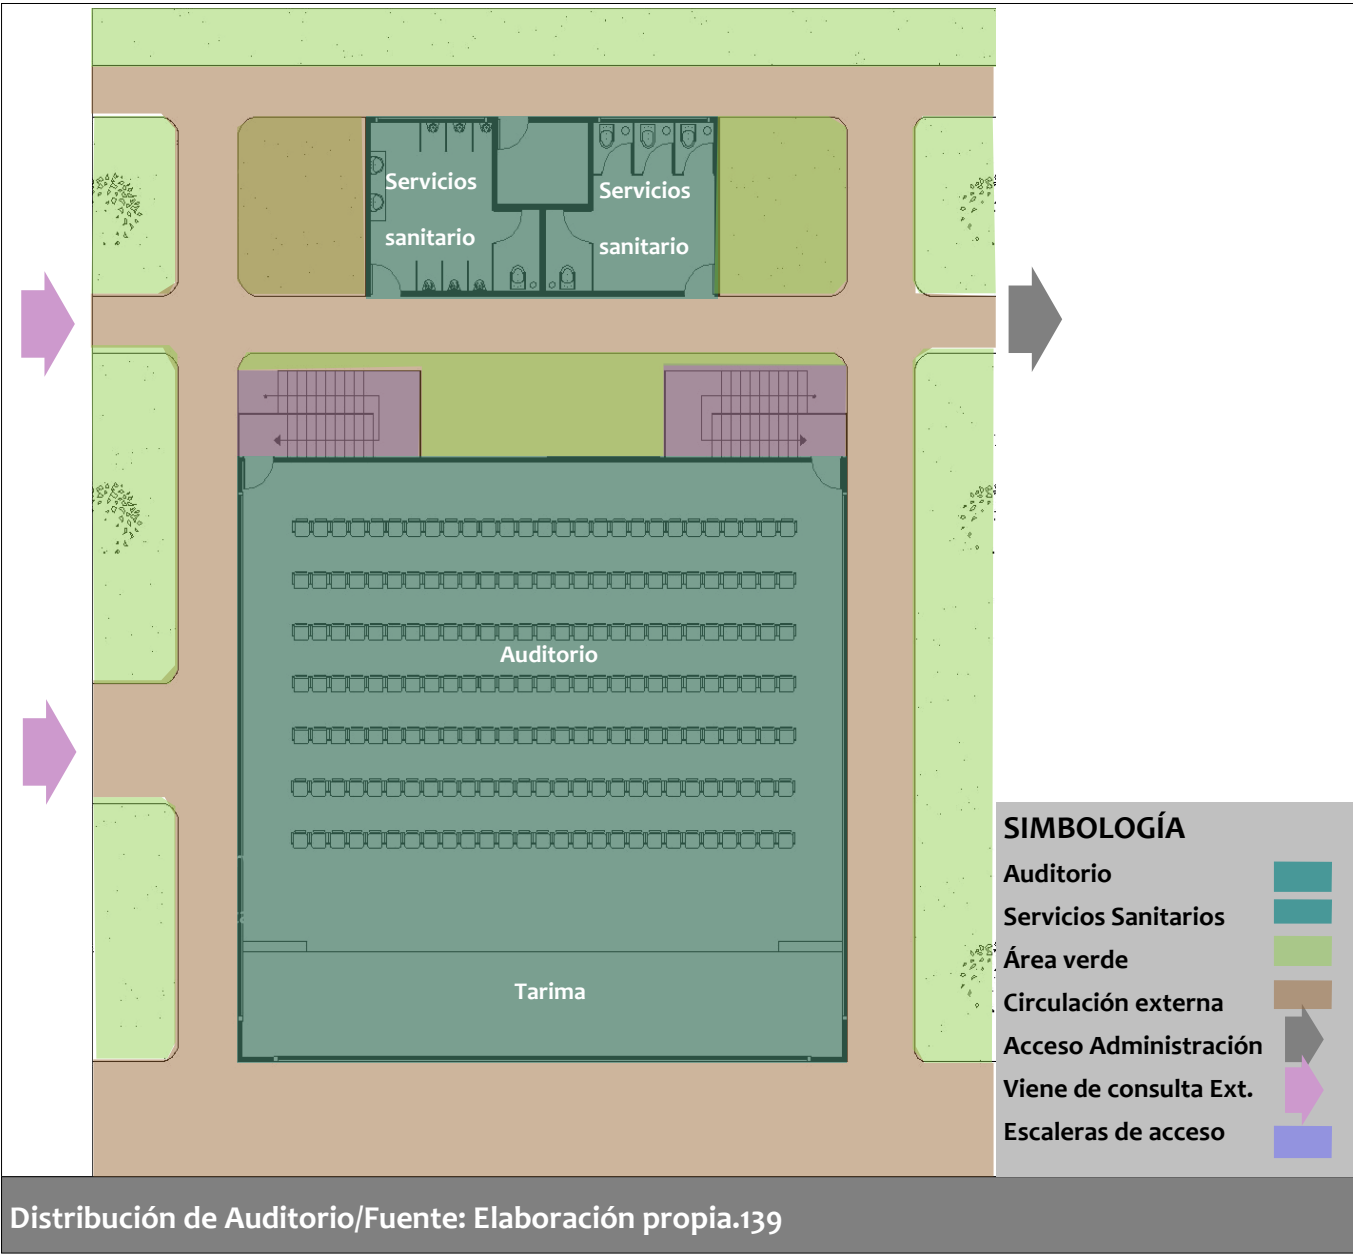 Servicios
sanitario
Servicios
sanitario
Auditorio
Tarima
SIMBOLOGÍA
Auditorio
Servicios Sanitarios
Área verde
Circulación externa
Acceso Administración
Viene de consulta Ext.
Escaleras de acceso
Distribución de Auditorio/Fuente: Elaboración propia.139